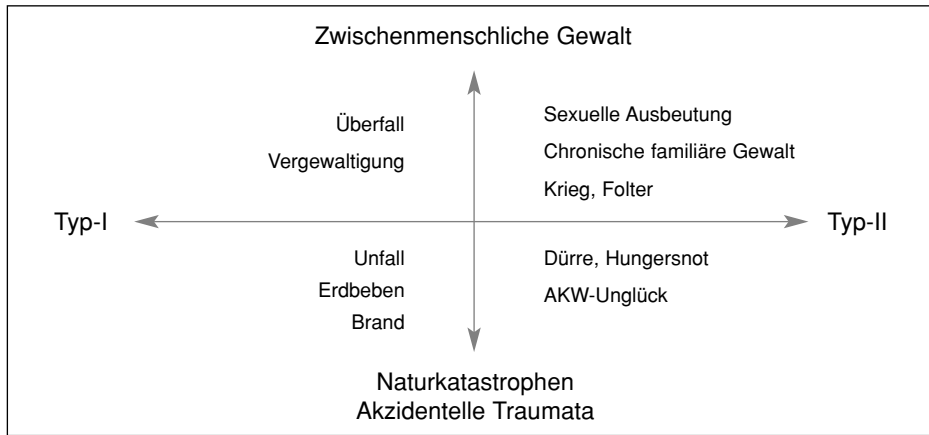 Zwischenmenschliche Gewalt
Überfall
Vergewaltigung
Sexuelle Ausbeutung
Chronische familiäre Gewalt
Krieg, Folter
Typ-I
Typ-II
Unfall
Erdbeben
Brand
Dürre, Hungersnot
AKW-Unglück
Naturkatastrophen
Akzidentelle Traumata